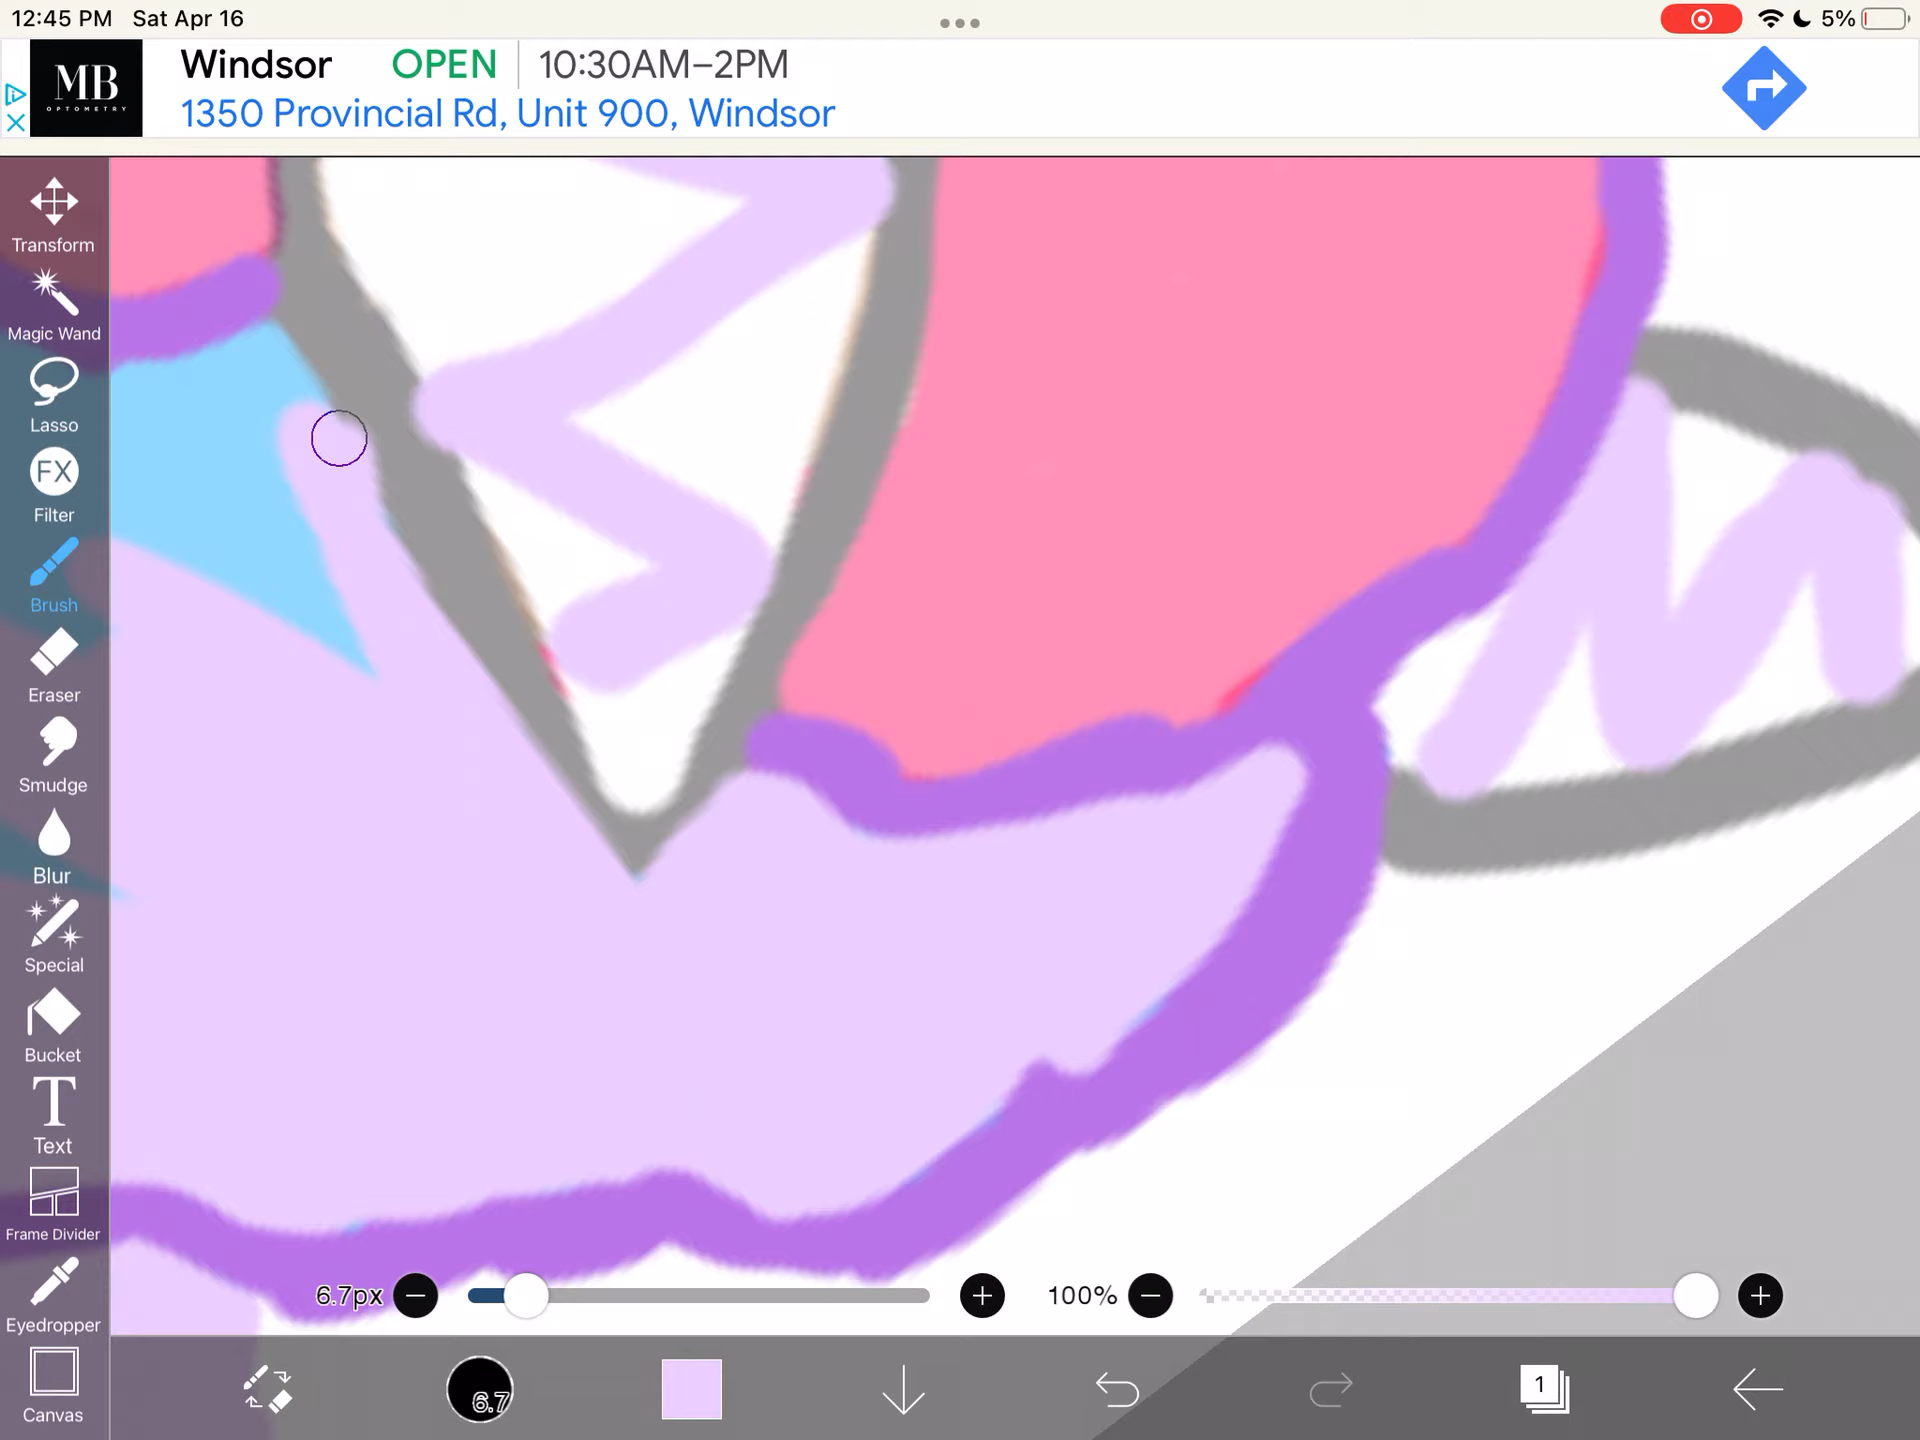 12:45 PM Sat Apr 16
5%
MB
OPTOMETRY
Windsor OPEN 10:30AM–2PM
1350 Provincial Rd, Unit 900, Windsor
Transform
Magic Wand
Lasso
FX
Filter
Brush
Eraser
Smudge
Blur
Special
Bucket
T
Text
Frame Divider
Eyedropper
Canvas
6.7px
100%
6.7
1